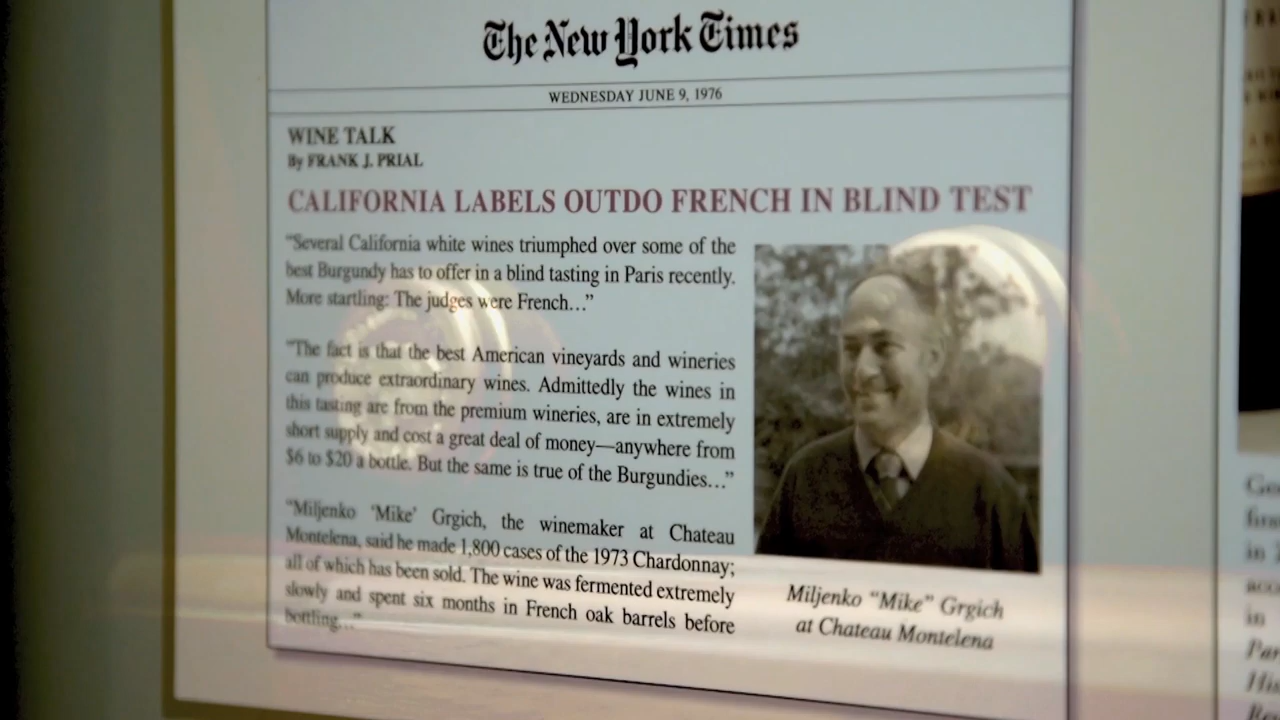 The New York Times
WEDNESDAY JUNE 9, 1976
WINE TALK
By FRANK J. PRIAL
CALIFORNIA LABELS OUTDO FRENCH IN BLIND TEST
“Several California white wines triumphed over some of the
best Burgundy has to offer in a blind tasting in Paris recently.
More startling: The judges were French…”
“The fact is that the best American vineyards and wineries
can produce extraordinary wines. Admittedly the wines in
this tasting are from the premium wineries, are in extremely
short supply and cost a great deal of money—anywhere from
$6 to $20 a bottle. But the same is true of the Burgundies…”
“Miljenko ‘Mike’ Grgich, the winemaker at Chateau
Montelena, said he made 1,800 cases of the 1973 Chardonnay;
all of which has been sold. The wine was fermented extremely
slowly and spent six months in French oak barrels before
bottling…”
Miljenko “Mike” Grgich
at Chateau Montelena
in
in